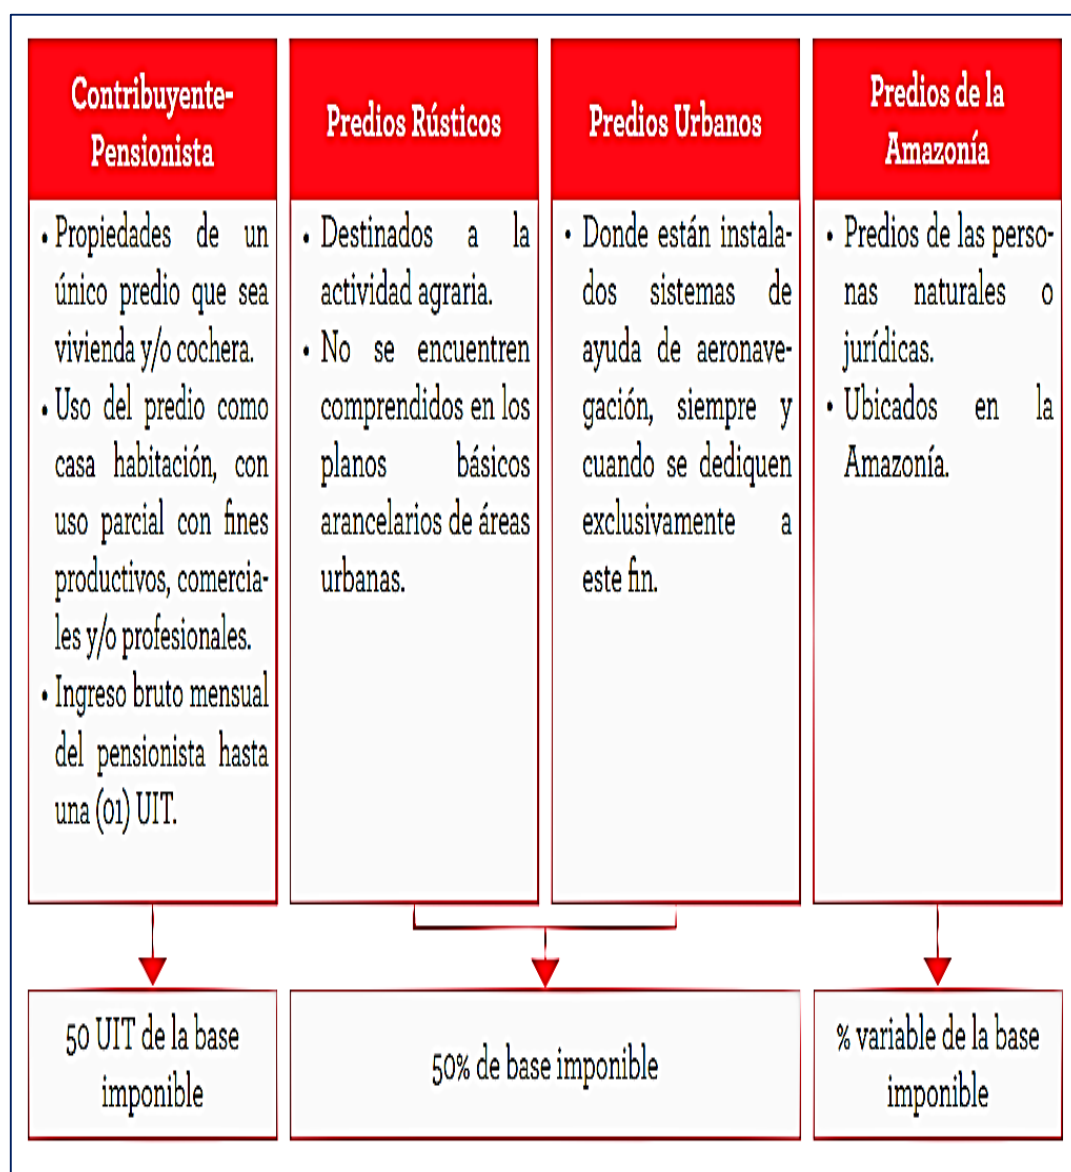 Contribuyente-
Pensionista
• Propiedades de un
único predio que sea
vivienda y/o cochera.
• Uso del predio como
casa habitación, con
uso parcial con fines
productivos, comercia-
les y/o profesionales.
• Ingreso bruto mensual
del pensionista hasta
una (01) UIT.
50 UIT de la base
imponible
Predios Rústicos
• Destinados a la
actividad agraria.
• No se encuentren
comprendidos en los
planos básicos
arancelarios de áreas
urbanas.
Predios Urbanos
• Donde están instala-
dos sistemas de
ayuda de aeronave-
gación, siempre y
cuando se dediquen
exclusivamente a
este fin.
50% de base imponible
Predios de la
Amazonía
• Predios de las perso-
nas naturales o
jurídicas.
• Ubicados en la
Amazonía.
% variable de la base
imponible